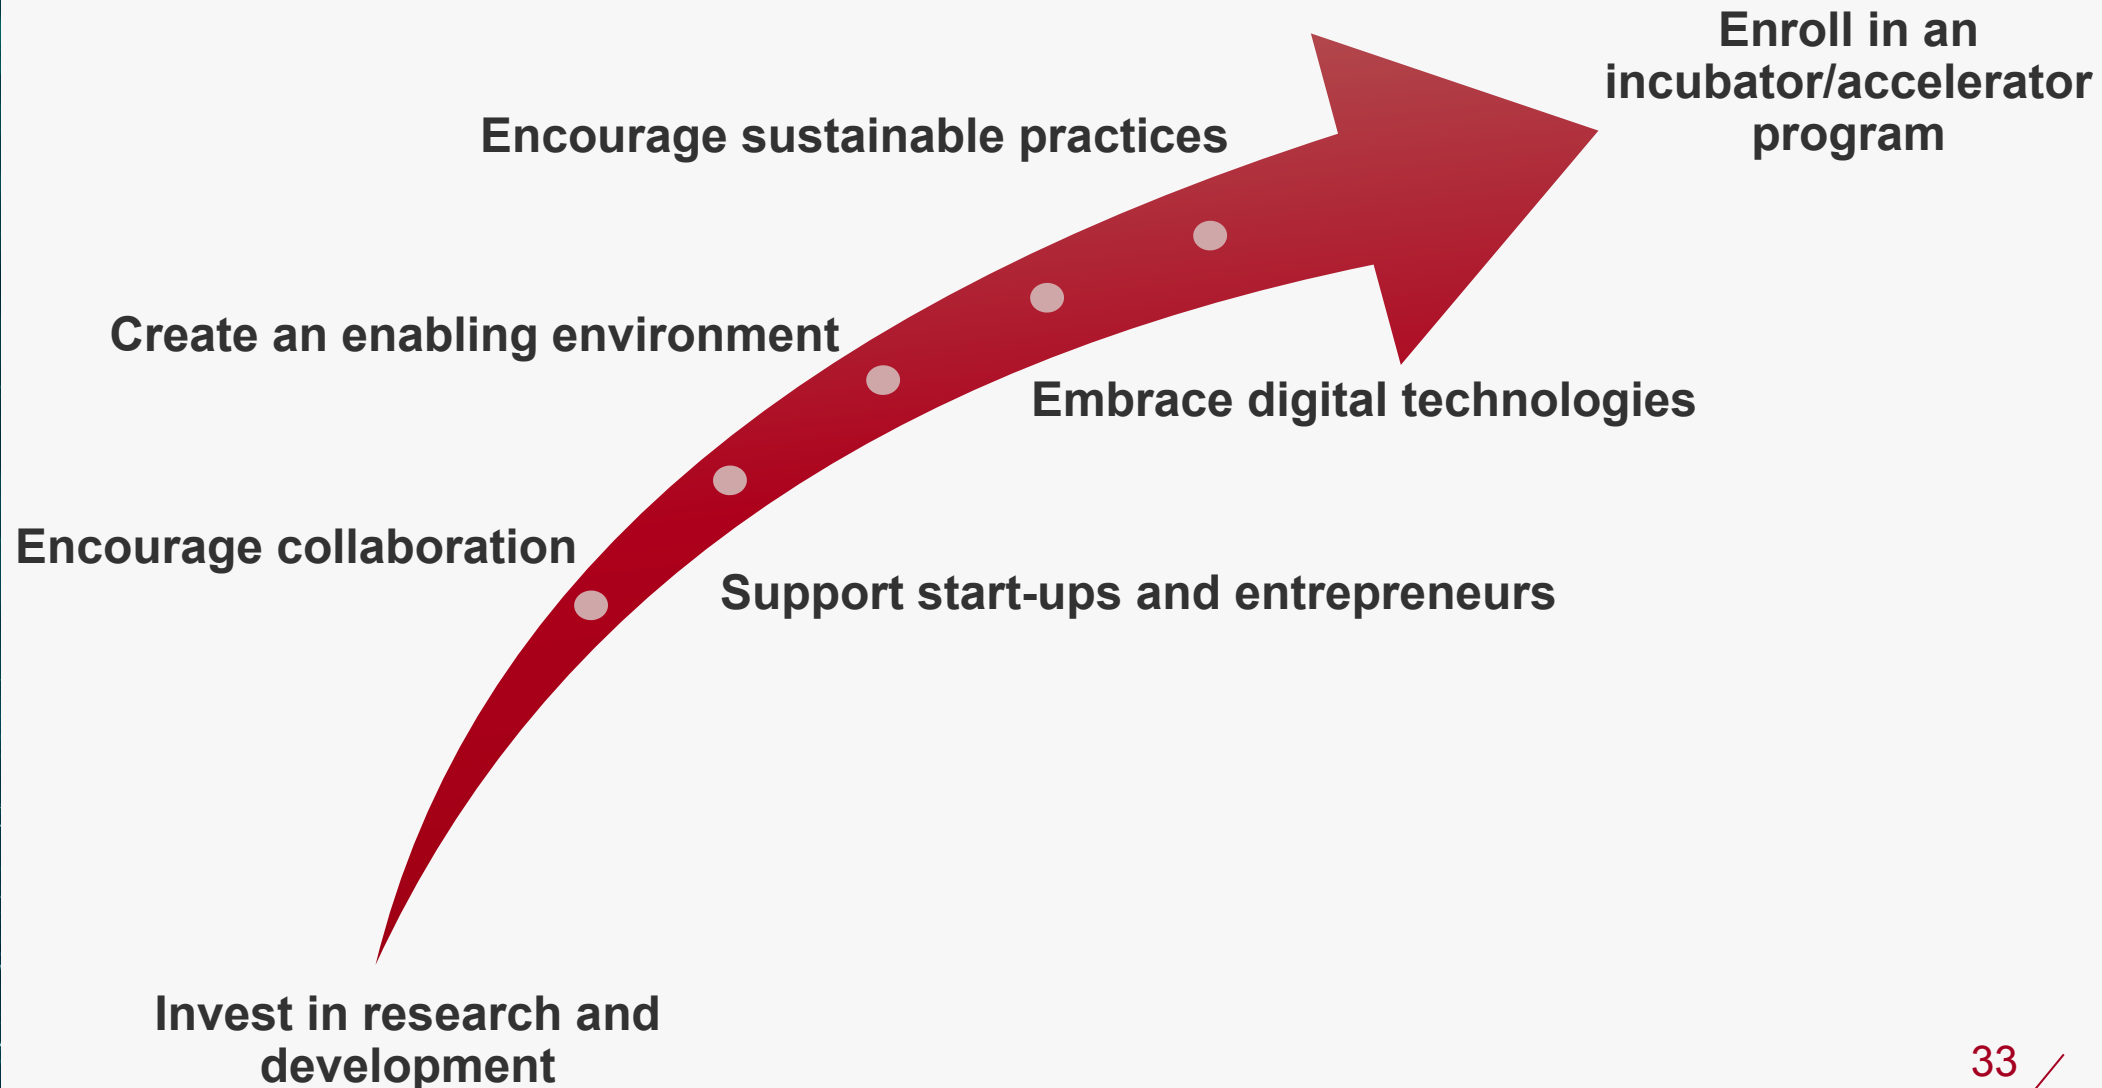 Enroll in an
incubator/accelerator
program
Encourage sustainable practices
Create an enabling environment
Embrace digital technologies
Encourage collaboration
Support start-ups and entrepreneurs
Invest in research and
development
33